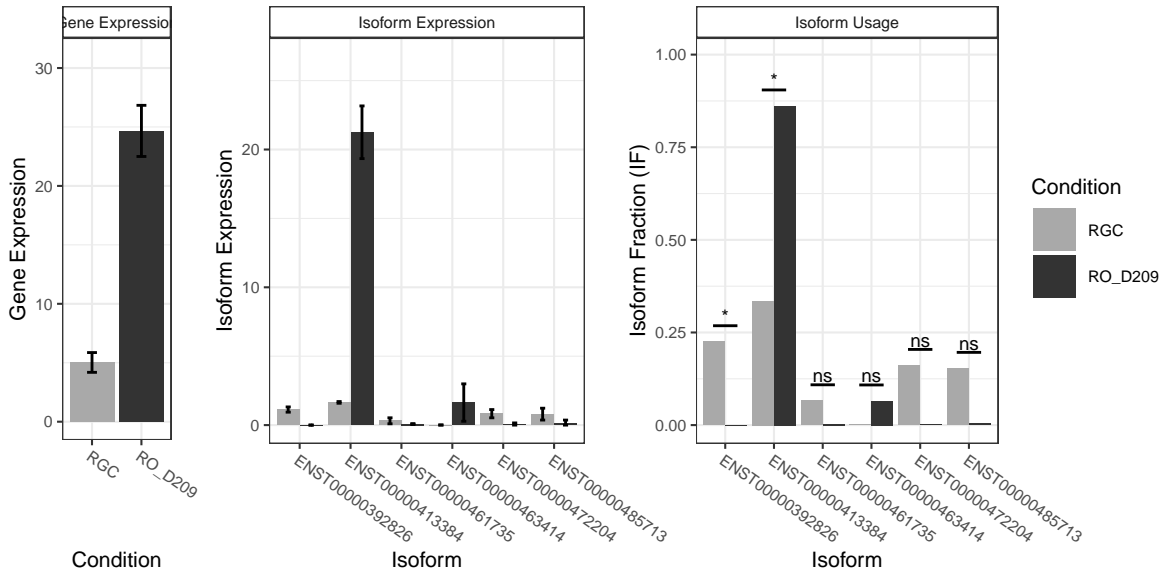 Gene Expression
Isoform Expression
Isoform Usage
Gene Expression
30
20
10
0
RGC
RO_D209
Condition
Isoform Expression
20
10
0
ENST00000392826
ENST00000413384
ENST00000461735
ENST00000463414
ENST00000472204
ENST00000485713
Isoform
Isoform Fraction (IF)
1.00
0.75
0.50
0.25
0.00
*
*
ns
ns
ns
ns
ENST00000392826
ENST00000413384
ENST00000461735
ENST00000463414
ENST00000472204
ENST00000485713
Isoform
Condition
RGC
RO_D209